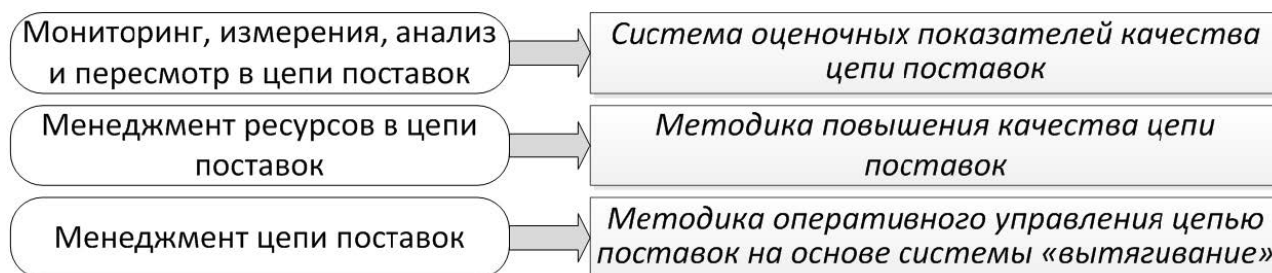 Мониторинг, измерения, анализ
и пересмотр в цепи поставок
Система оценочных показателей качества
цепи поставок
Менеджмент ресурсов в цепи
поставок
Методика повышения качества цепи
поставок
Менеджмент цепи поставок
Методика оперативного управления цепью
поставок на основе системы «вытягивание»